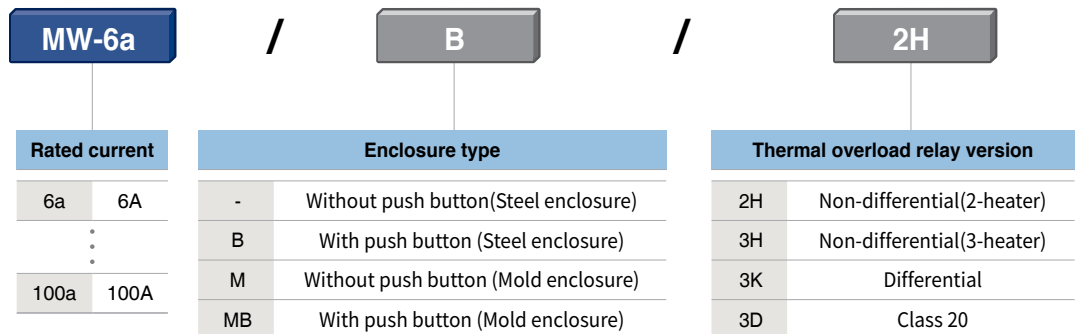 MW-6a / B / 2H
Rated current
6a 6A
100a 100A
Enclosure type
- Without push button(Steel enclosure)
B With push button (Steel enclosure)
M Without push button (Mold enclosure)
MB With push button (Mold enclosure)
Thermal overload relay version
2H Non-differential(2-heater)
3H Non-differential(3-heater)
3K Differential
3D Class 20